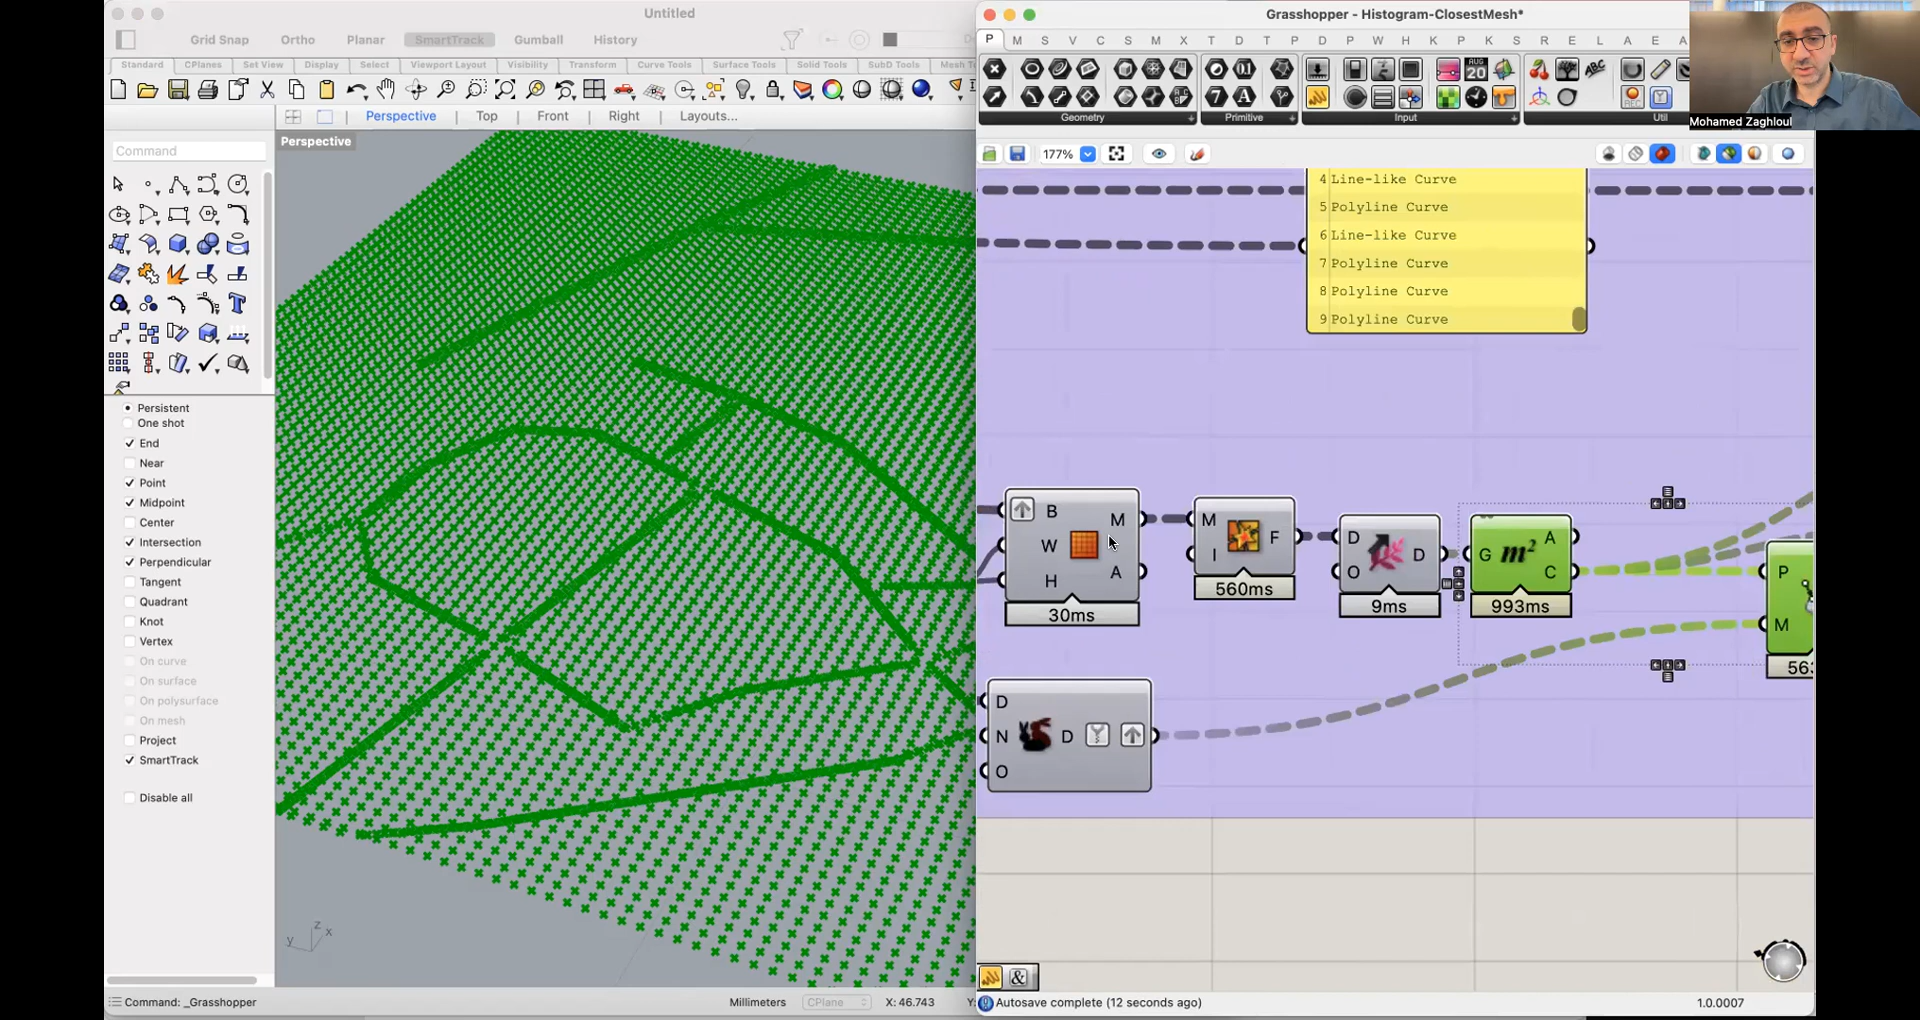 Untitled
Grid Snap Ortho Planar SmartTrack Gumball History
Standard CPlanes Set View Display Select Viewport Layout Visibility Transform Curve Tools Surface Tools Solid Tools SubD Tools Mesh To
Perspective Top Front Right Layouts...
Perspective
Command
Persistent
One shot
End
Near
Point
Midpoint
Center
Intersection
Perpendicular
Tangent
Quadrant
Knot
Vertex
On curve
On surface
On polysurface
On mesh
Project
SmartTrack
Disable all
z
y x
Command: _Grasshopper
Millimeters CPlane X: 46.743 Y:
Grasshopper - Histogram-ClosestMesh*
P M S V C S M X T D T P D P W H K P K S R E L A E A
Geometry Primitive Input Util
Mohamed Zaghloul
177%
4 Line-like Curve
5 Polyline Curve
6 Line-like Curve
7 Polyline Curve
8 Polyline Curve
9 Polyline Curve
B M
W
H A
30ms
M F
I
560ms
D D
O
9ms
G m² A
C
993ms
P
M
563
D
N D
O
Autosave complete (12 seconds ago)
1.0.0007